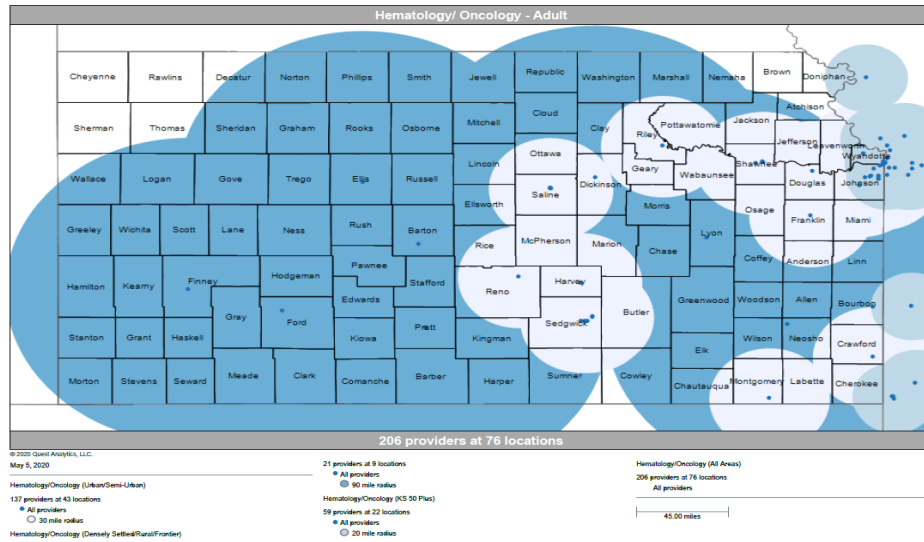 Hematology/ Oncology - Adult
Cheyenne Rawlins Decatur Norton Phillips Smith Jewell Republic Washington Marshall Nemaha Brown Doniphan
Atchison
Sherman Thomas Sheridan Graham Rooks Osborne Mitchell Cloud Clay Riley Pottawatomie Jackson Jefferson Leavenworth
Wyandotte
Ottawa
Wallace Logan Gove Trego Ellis Russell Lincoln Saline Dickinson Geary Wabaunsee Shawnee Douglas Johnson
Ellsworth Morris Osage Franklin Miami
Greeley Wichita Scott Lane Ness Rush Barton Rice McPherson Marion Chase Lyon
Coffey Anderson Linn
Hamilton Kearny Finney Hodgeman Pawnee Stafford Reno Harvey
Gray Ford Edwards Sedgwick Butler Greenwood Woodson Allen Bourbon
Stanton Grant Haskell Kiowa Pratt Kingman Elk Wilson Neosho Crawford
Morton Stevens Seward Meade Clark Comanche Barber Harper Sumner Cowley Chautauqua Montgomery Labette Cherokee
206 providers at 76 locations
© 2020 Quest Analytics, LLC.
May 5, 2020
Hematology/Oncology (Urban/Semi-Urban)
137 providers at 43 locations
All providers
30 mile radius
Hematology/Oncology (Densely Settled/Rural/Frontier)
21 providers at 9 locations
All providers
90 mile radius
Hematology/Oncology (KS 50 Plus)
59 providers at 22 locations
All providers
20 mile radius
Hematology/Oncology (All Areas)
206 providers at 76 locations
All providers
45.00 miles